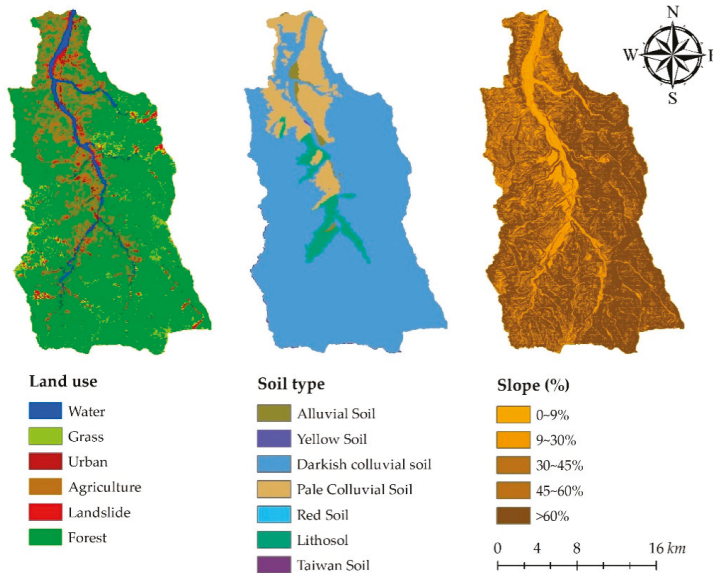 N
W
E
S
Land use
Water
Grass
Urban
Agriculture
Landslide
Forest
Soil type
Alluvial Soil
Yellow Soil
Darkish colluvial soil
Pale Colluvial Soil
Red Soil
Lithosol
Taiwan Soil
Slope (%)
0~9%
9~30%
30~45%
45~60%
>60%
0 4 8 16 km